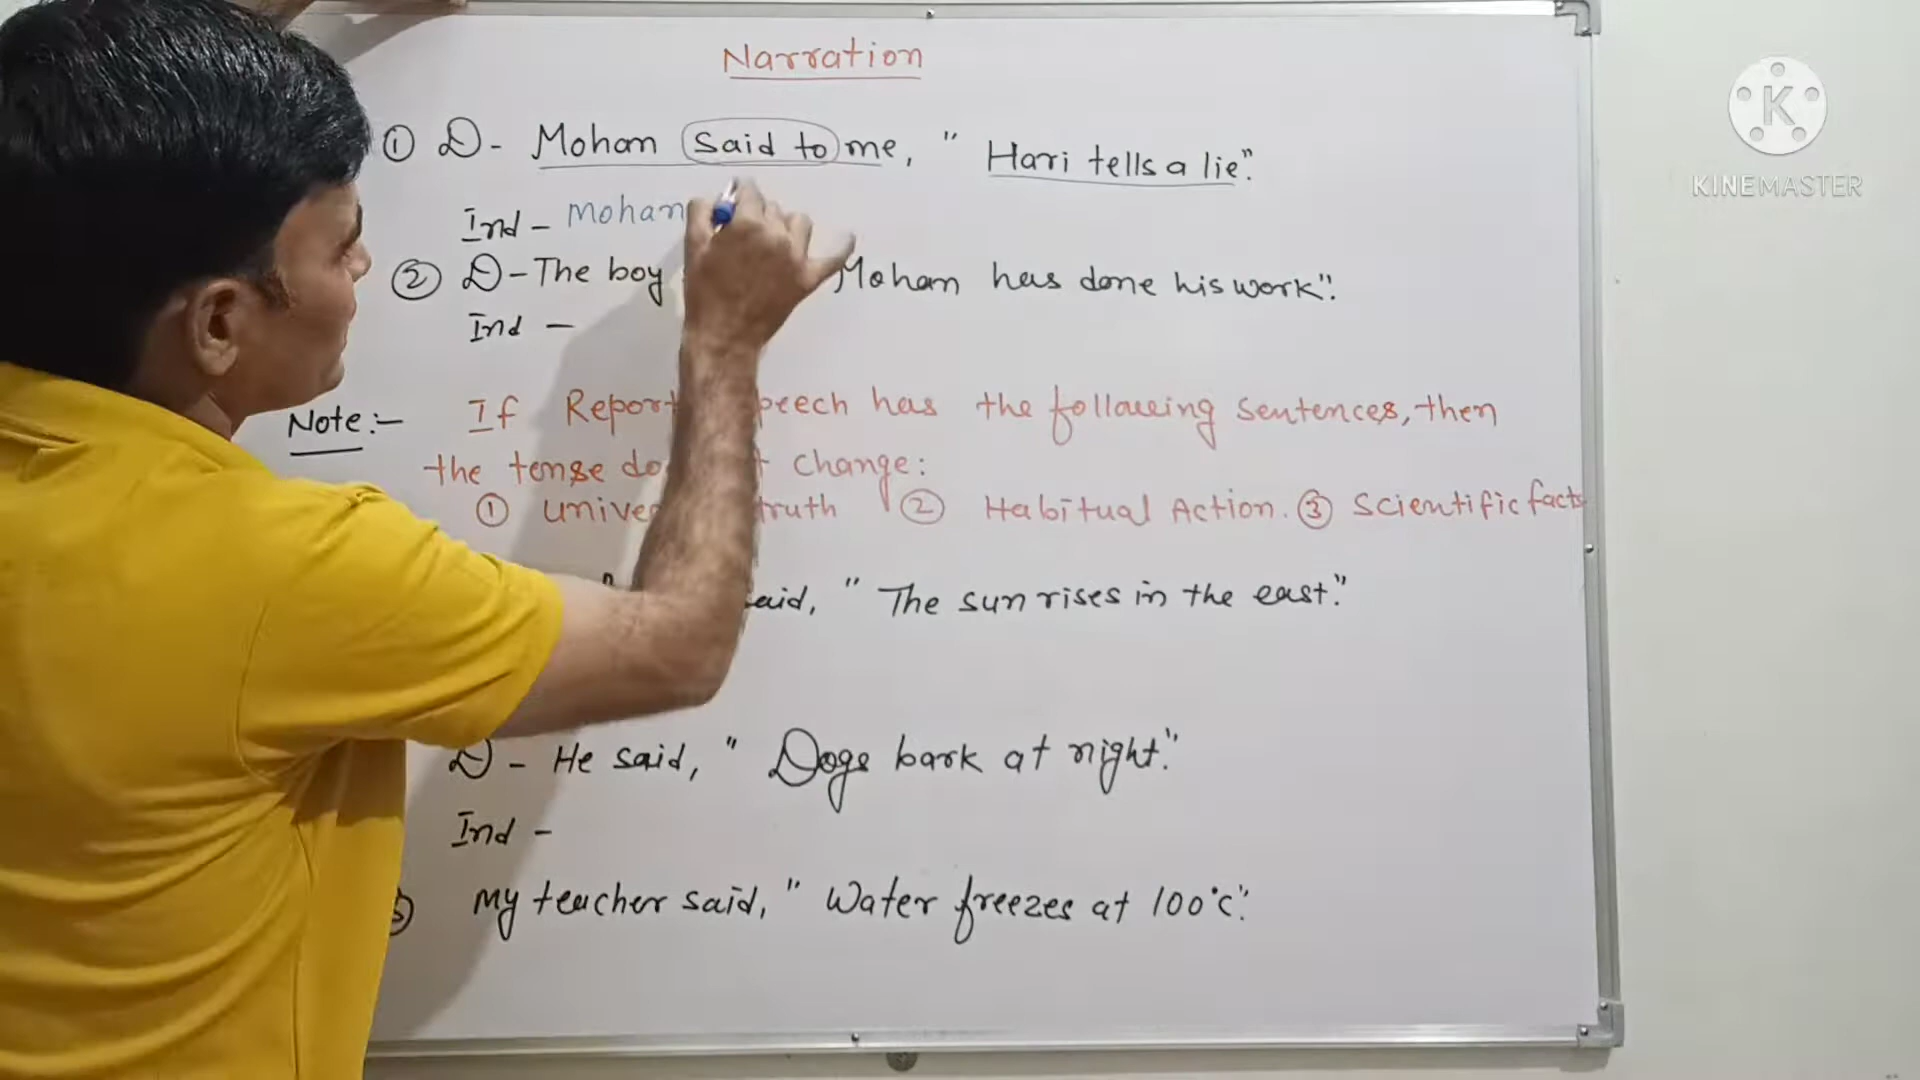 Narration
① D- Mohan said to me, " Hari tells a lie".
Ind - Mohan
② D-The boy Mohan has done his work".
Ind -
Note:- If Report peech has the following sentences, then
the tense do t change:
① Unive truth ② Habitual Action. ③ Scientific facts
said, " The sun rises in the east."
D - He said, " Dogs bark at night."
Ind -
My teacher said, " Water freezes at 100°c".
K
KINEMASTER